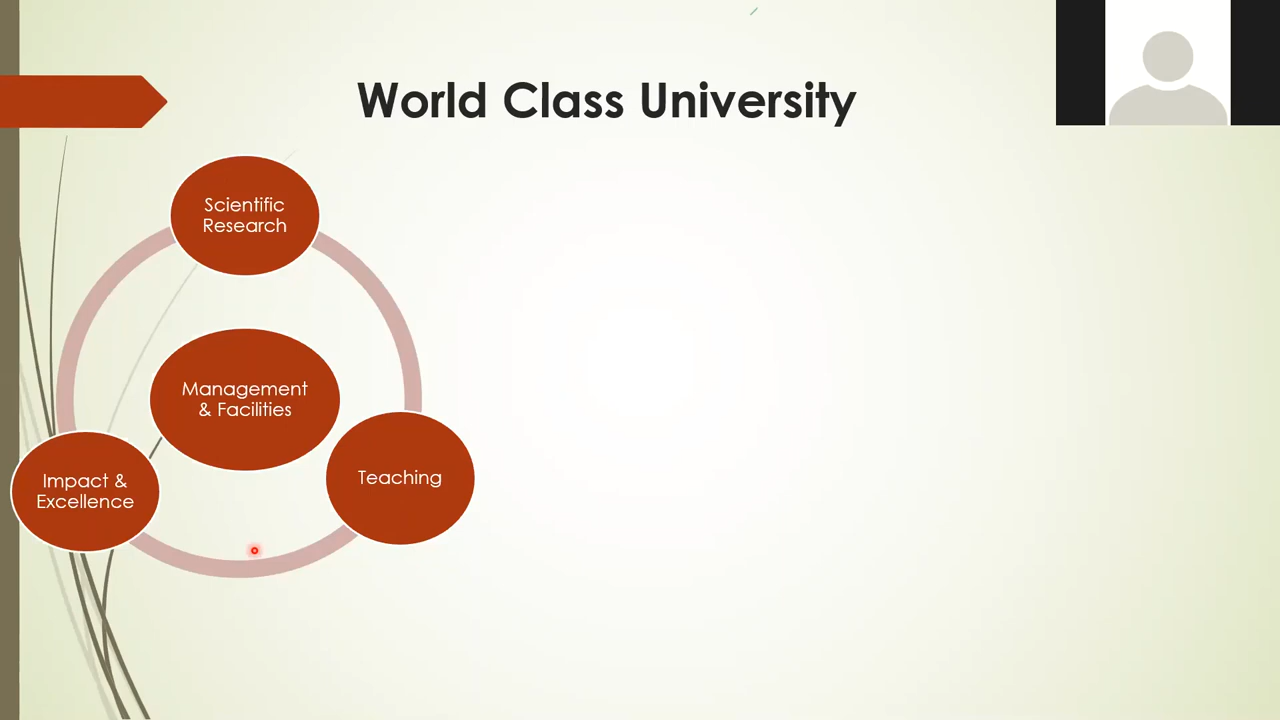 World Class University
Scientific
Research
Management
& Facilities
Impact &
Excellence
Teaching